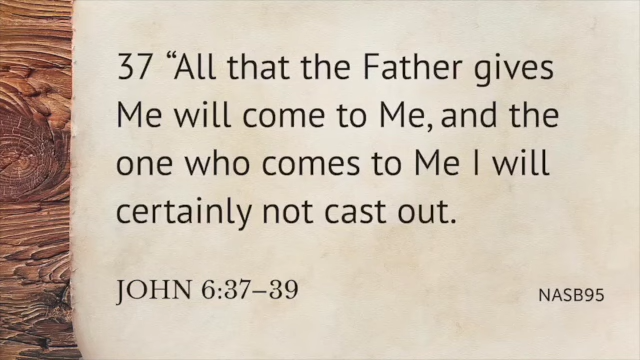 37 “All that the Father gives
Me will come to Me, and the
one who comes to Me I will
certainly not cast out.
JOHN 6:37–39
NASB95